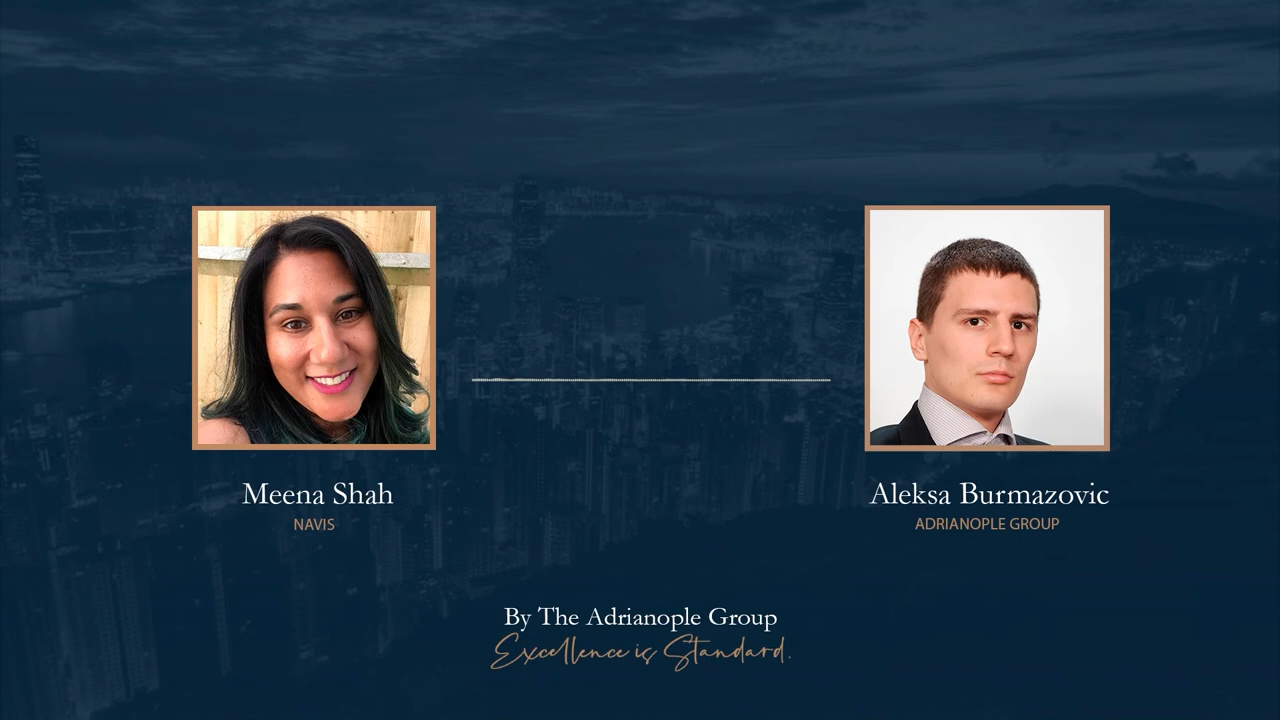 Meena Shah
NAVIS
Aleksa Burmazovic
ADRIANOPLE GROUP
By The Adrianople Group
Excellence is Standard.